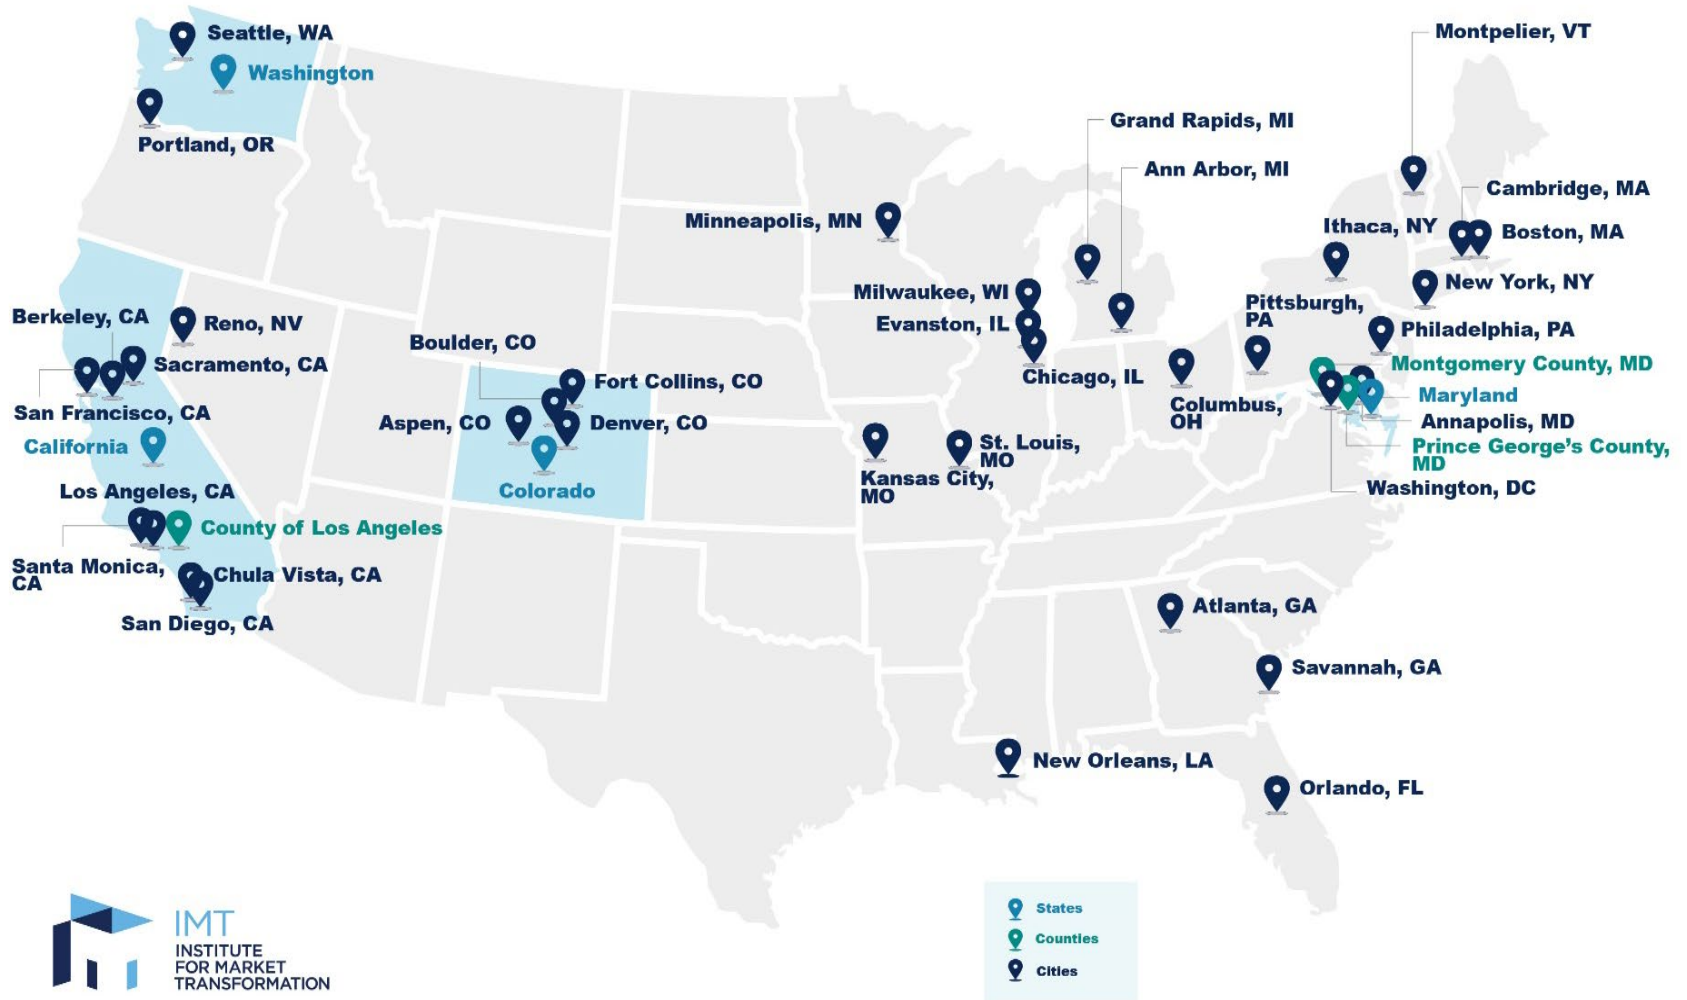 Seattle, WA
Washington
Portland, OR
Montpelier, VT
Grand Rapids, MI
Ann Arbor, MI
Cambridge, MA
Minneapolis, MN
Ithaca, NY
Boston, MA
New York, NY
Milwaukee, WI
Evanston, IL
Chicago, IL
Pittsburgh,
PA
Philadelphia, PA
Berkeley, CA
Reno, NV
Sacramento, CA
San Francisco, CA
California
Boulder, CO
Fort Collins, CO
Aspen, CO
Denver, CO
Colorado
Montgomery County, MD
Maryland
Annapolis, MD
Prince George's County,
MD
Washington, DC
Columbus,
OH
St. Louis,
MO
Kansas City,
MO
Los Angeles, CA
County of Los Angeles
Santa Monica,
CA
Chula Vista, CA
San Diego, CA
Atlanta, GA
Savannah, GA
New Orleans, LA
Orlando, FL
IMT
INSTITUTE
FOR MARKET
TRANSFORMATION
States
Counties
Cities